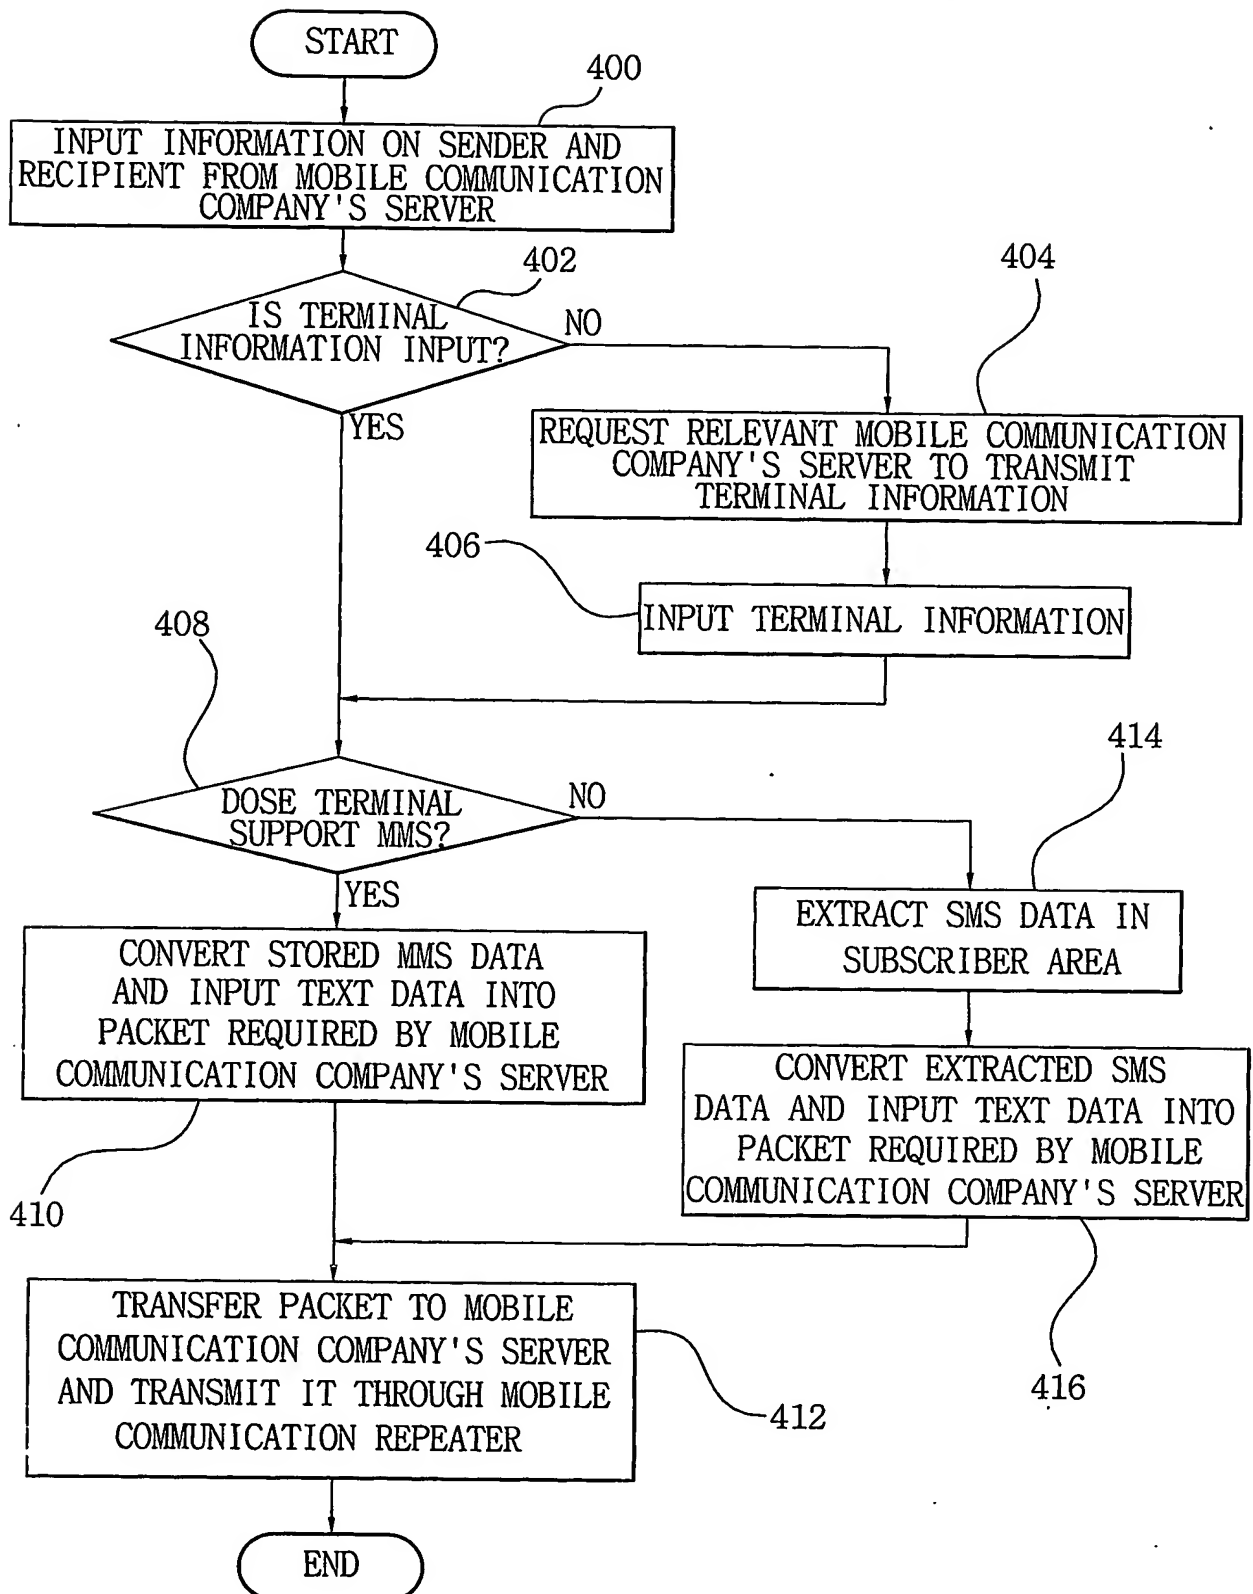 START
400
INPUT INFORMATION ON SENDER AND
RECIPIENT FROM MOBILE COMMUNICATION
COMPANY'S SERVER
402
IS TERMINAL
INFORMATION INPUT?
NO
YES
404
REQUEST RELEVANT MOBILE COMMUNICATION
COMPANY'S SERVER TO TRANSMIT
TERMINAL INFORMATION
406
INPUT TERMINAL INFORMATION
408
DOSE TERMINAL
SUPPORT MMS?
NO
YES
414
EXTRACT SMS DATA IN
SUBSCRIBER AREA
CONVERT STORED MMS DATA
AND INPUT TEXT DATA INTO
PACKET REQUIRED BY MOBILE
COMMUNICATION COMPANY'S SERVER
410
CONVERT EXTRACTED SMS
DATA AND INPUT TEXT DATA INTO
PACKET REQUIRED BY MOBILE
COMMUNICATION COMPANY'S SERVER
416
TRANSFER PACKET TO MOBILE
COMMUNICATION COMPANY'S SERVER
AND TRANSMIT IT THROUGH MOBILE
COMMUNICATION REPEATER
412
END